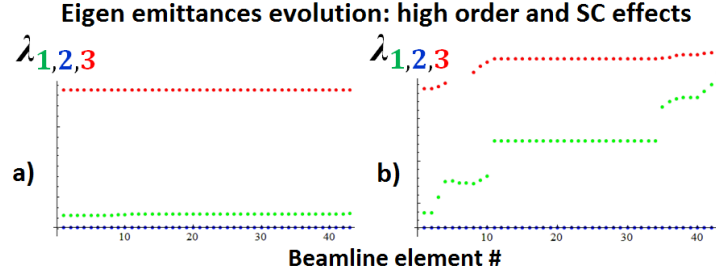 Eigen emittances evolution: high order and SC effects
λ1,2,3
λ1,2,3
a)
b)
10 20 30 40
10 20 30 40
Beamline element #